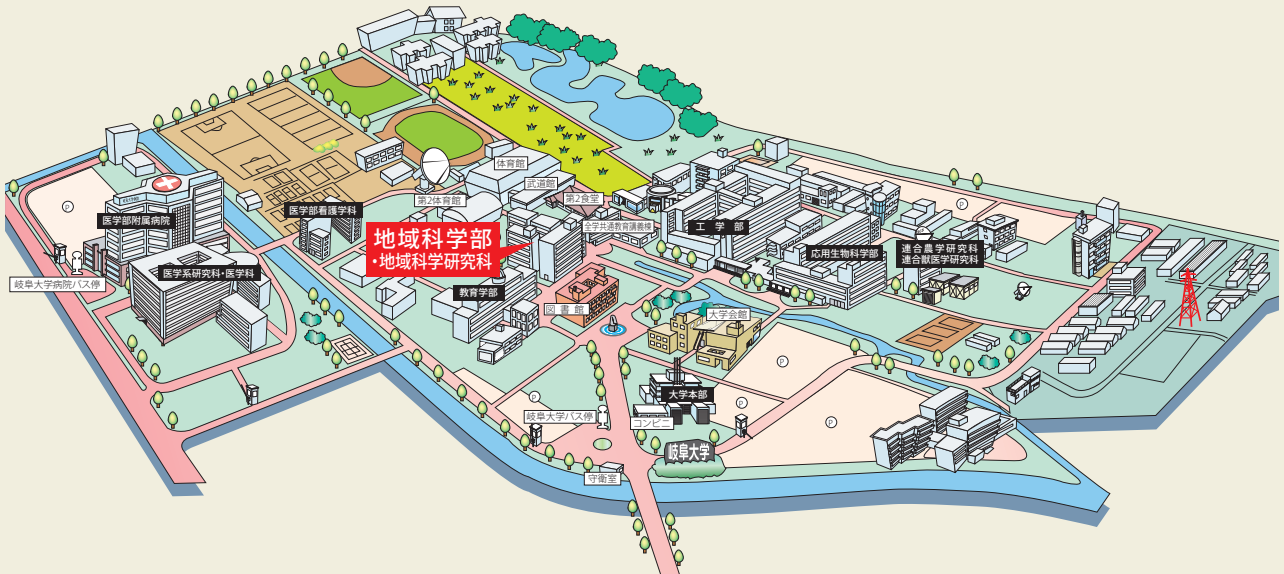 体育館
武道館
第2食堂
第2体育館
医学部附属病院
医学部看護学科
全学共通教育講義棟
工学部
地域科学部
・地域科学研究科
応用生物科学部
連合農学研究科
連合獣医学研究科
医学系研究科・医学科
岐阜大学病院バス停
教育学部
図書館
大学会館
大学本部
岐阜大学バス停
コンビニ
岐阜大学
守衛室
P
P
P
P
P
P
P